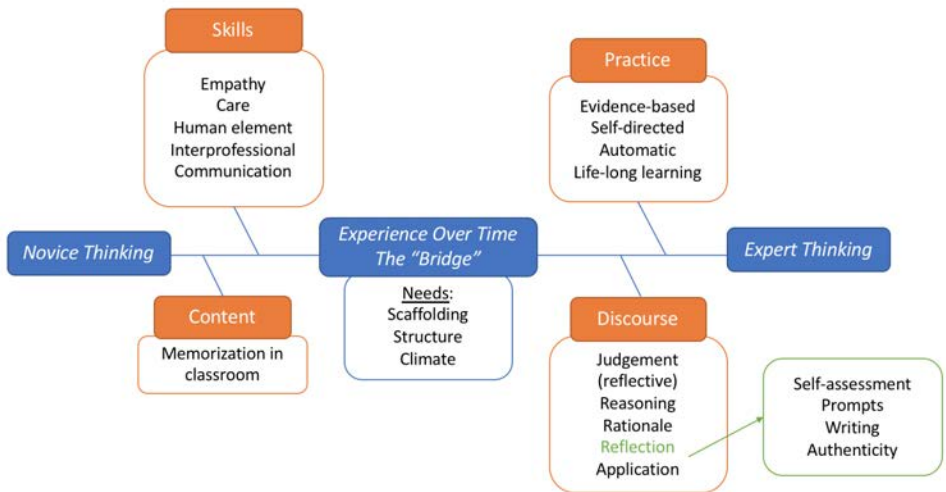 Skills
Empathy
Care
Human element
Interprofessional
Communication
Practice
Evidence-based
Self-directed
Automatic
Life-long learning
Novice Thinking
Experience Over Time
The “Bridge”
Expert Thinking
Needs:
Scaffolding
Structure
Climate
Content
Memorization in
classroom
Discourse
Judgement
(reflective)
Reasoning
Rationale
Reflection
Application
Self-assessment
Prompts
Writing
Authenticity